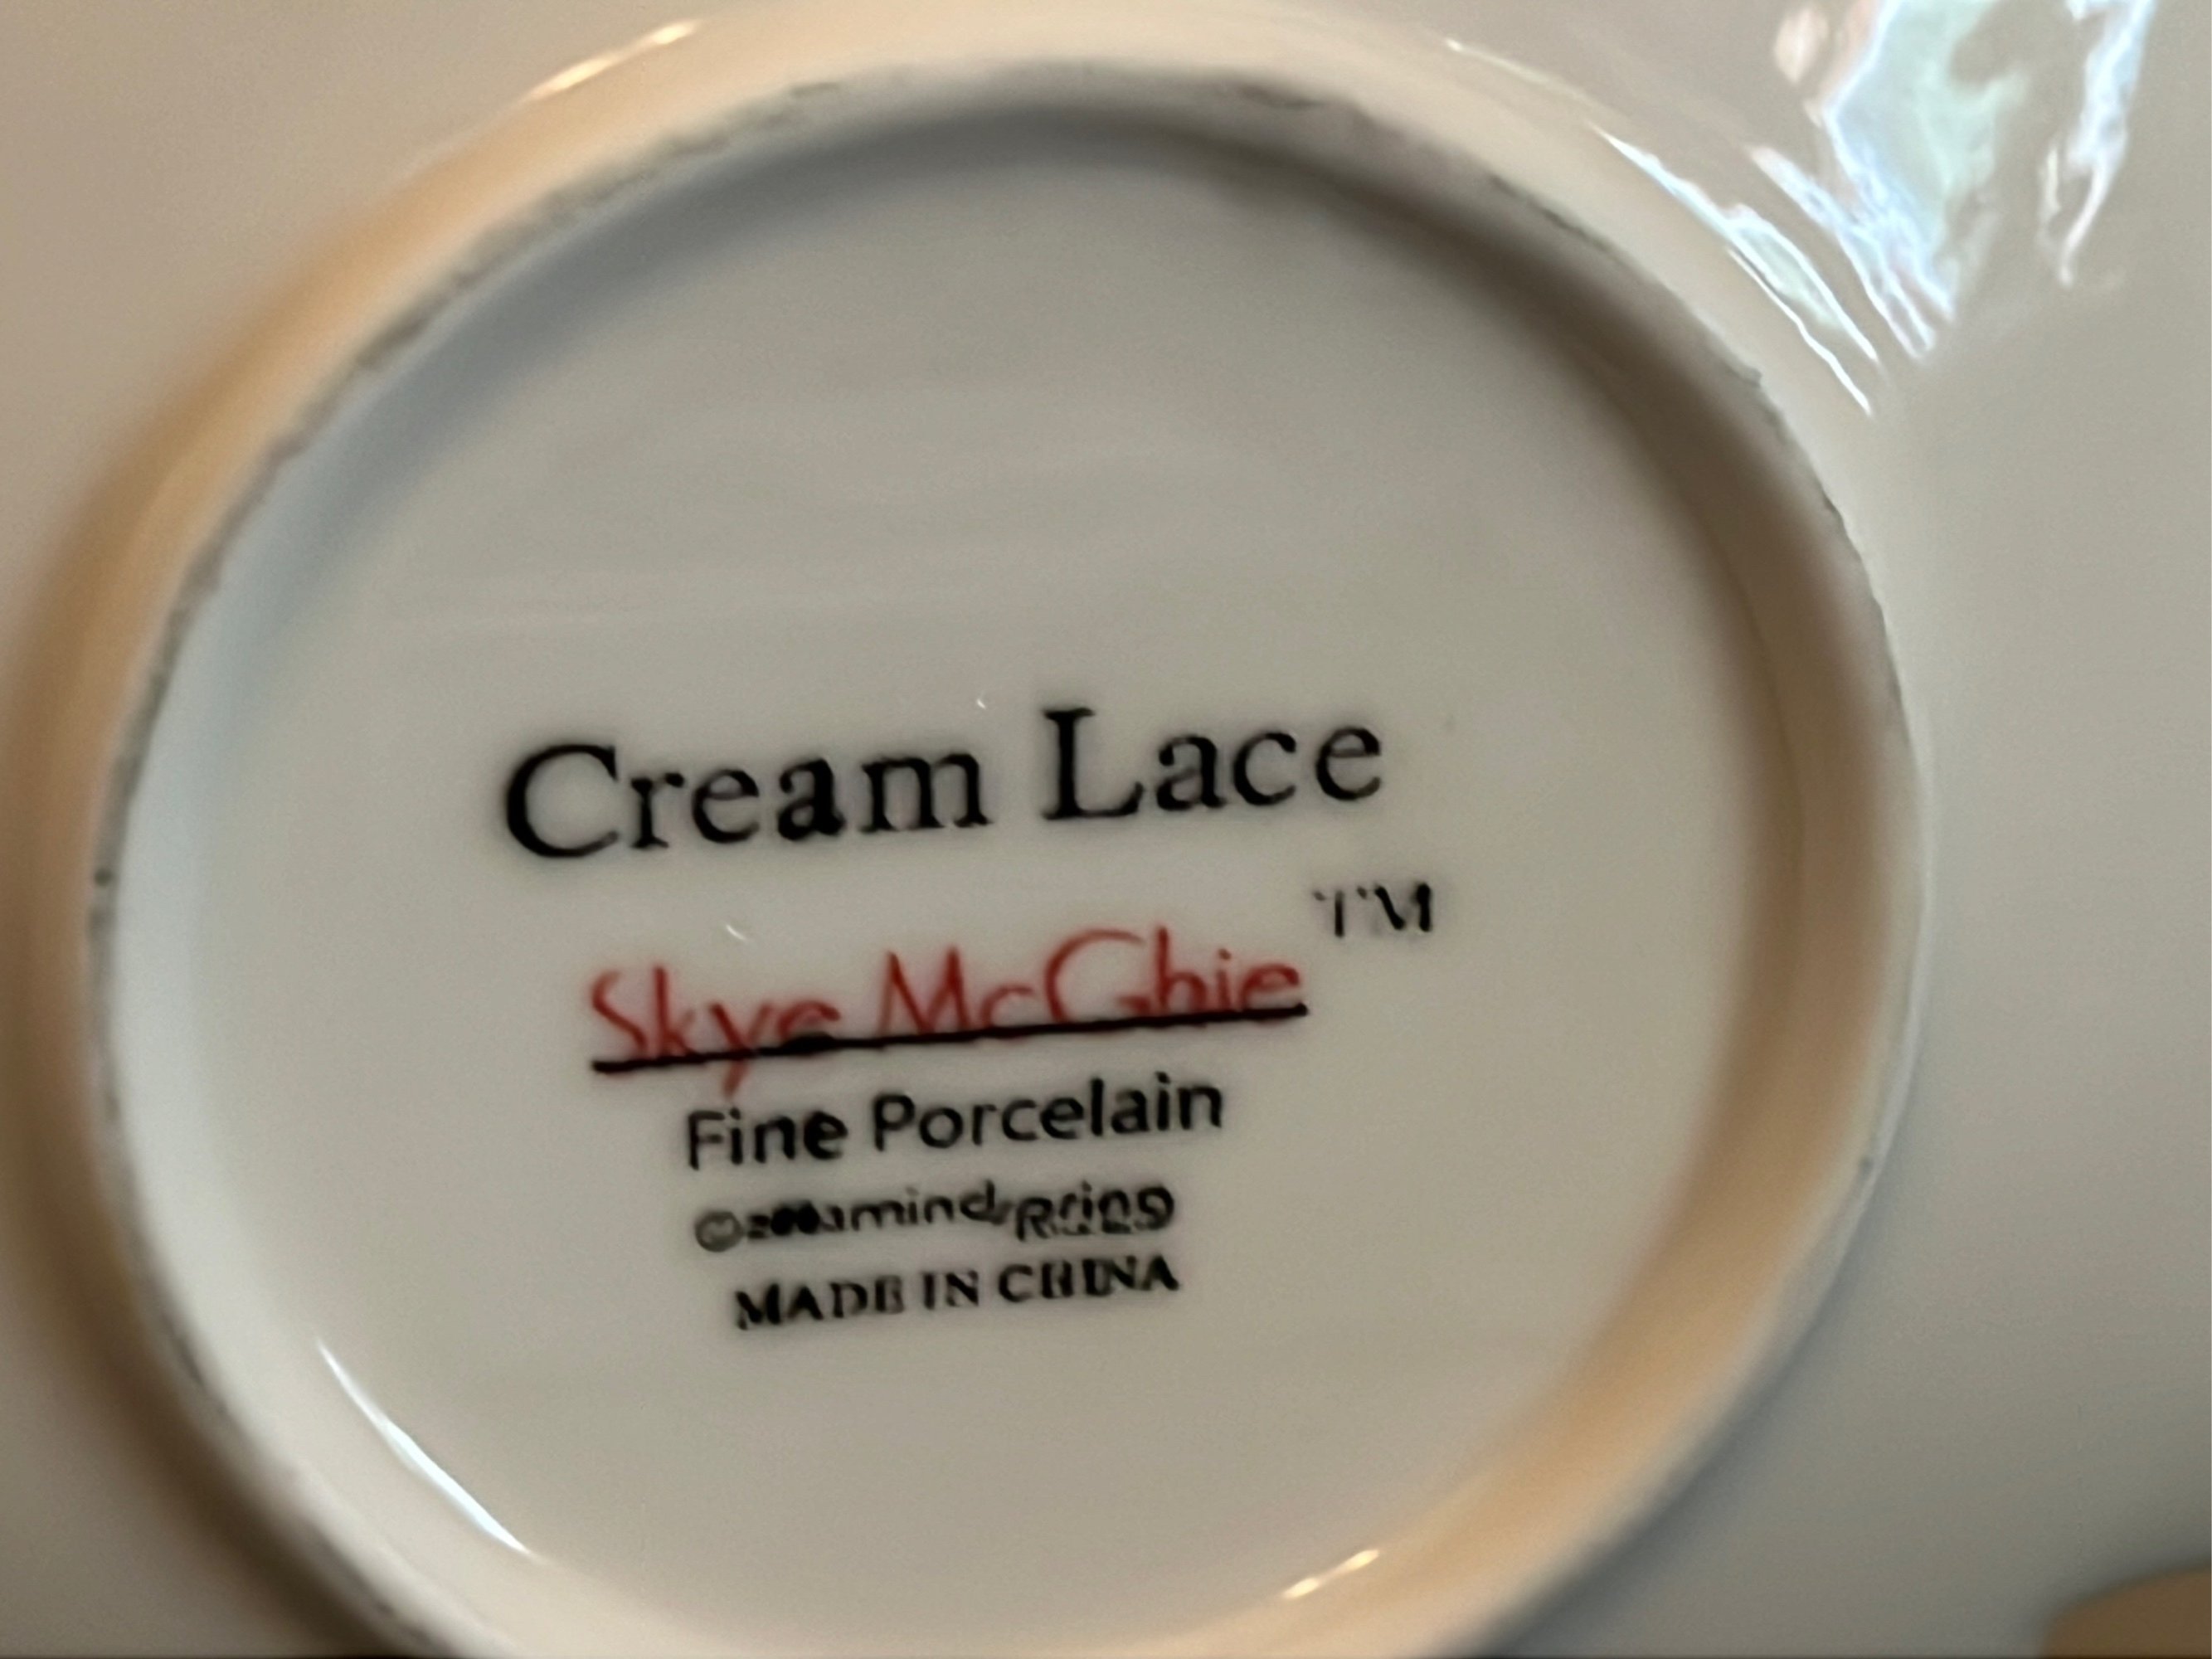 Cream Lace
Skye McGhie ™
Fine Porcelain
©
MADE IN CHINA